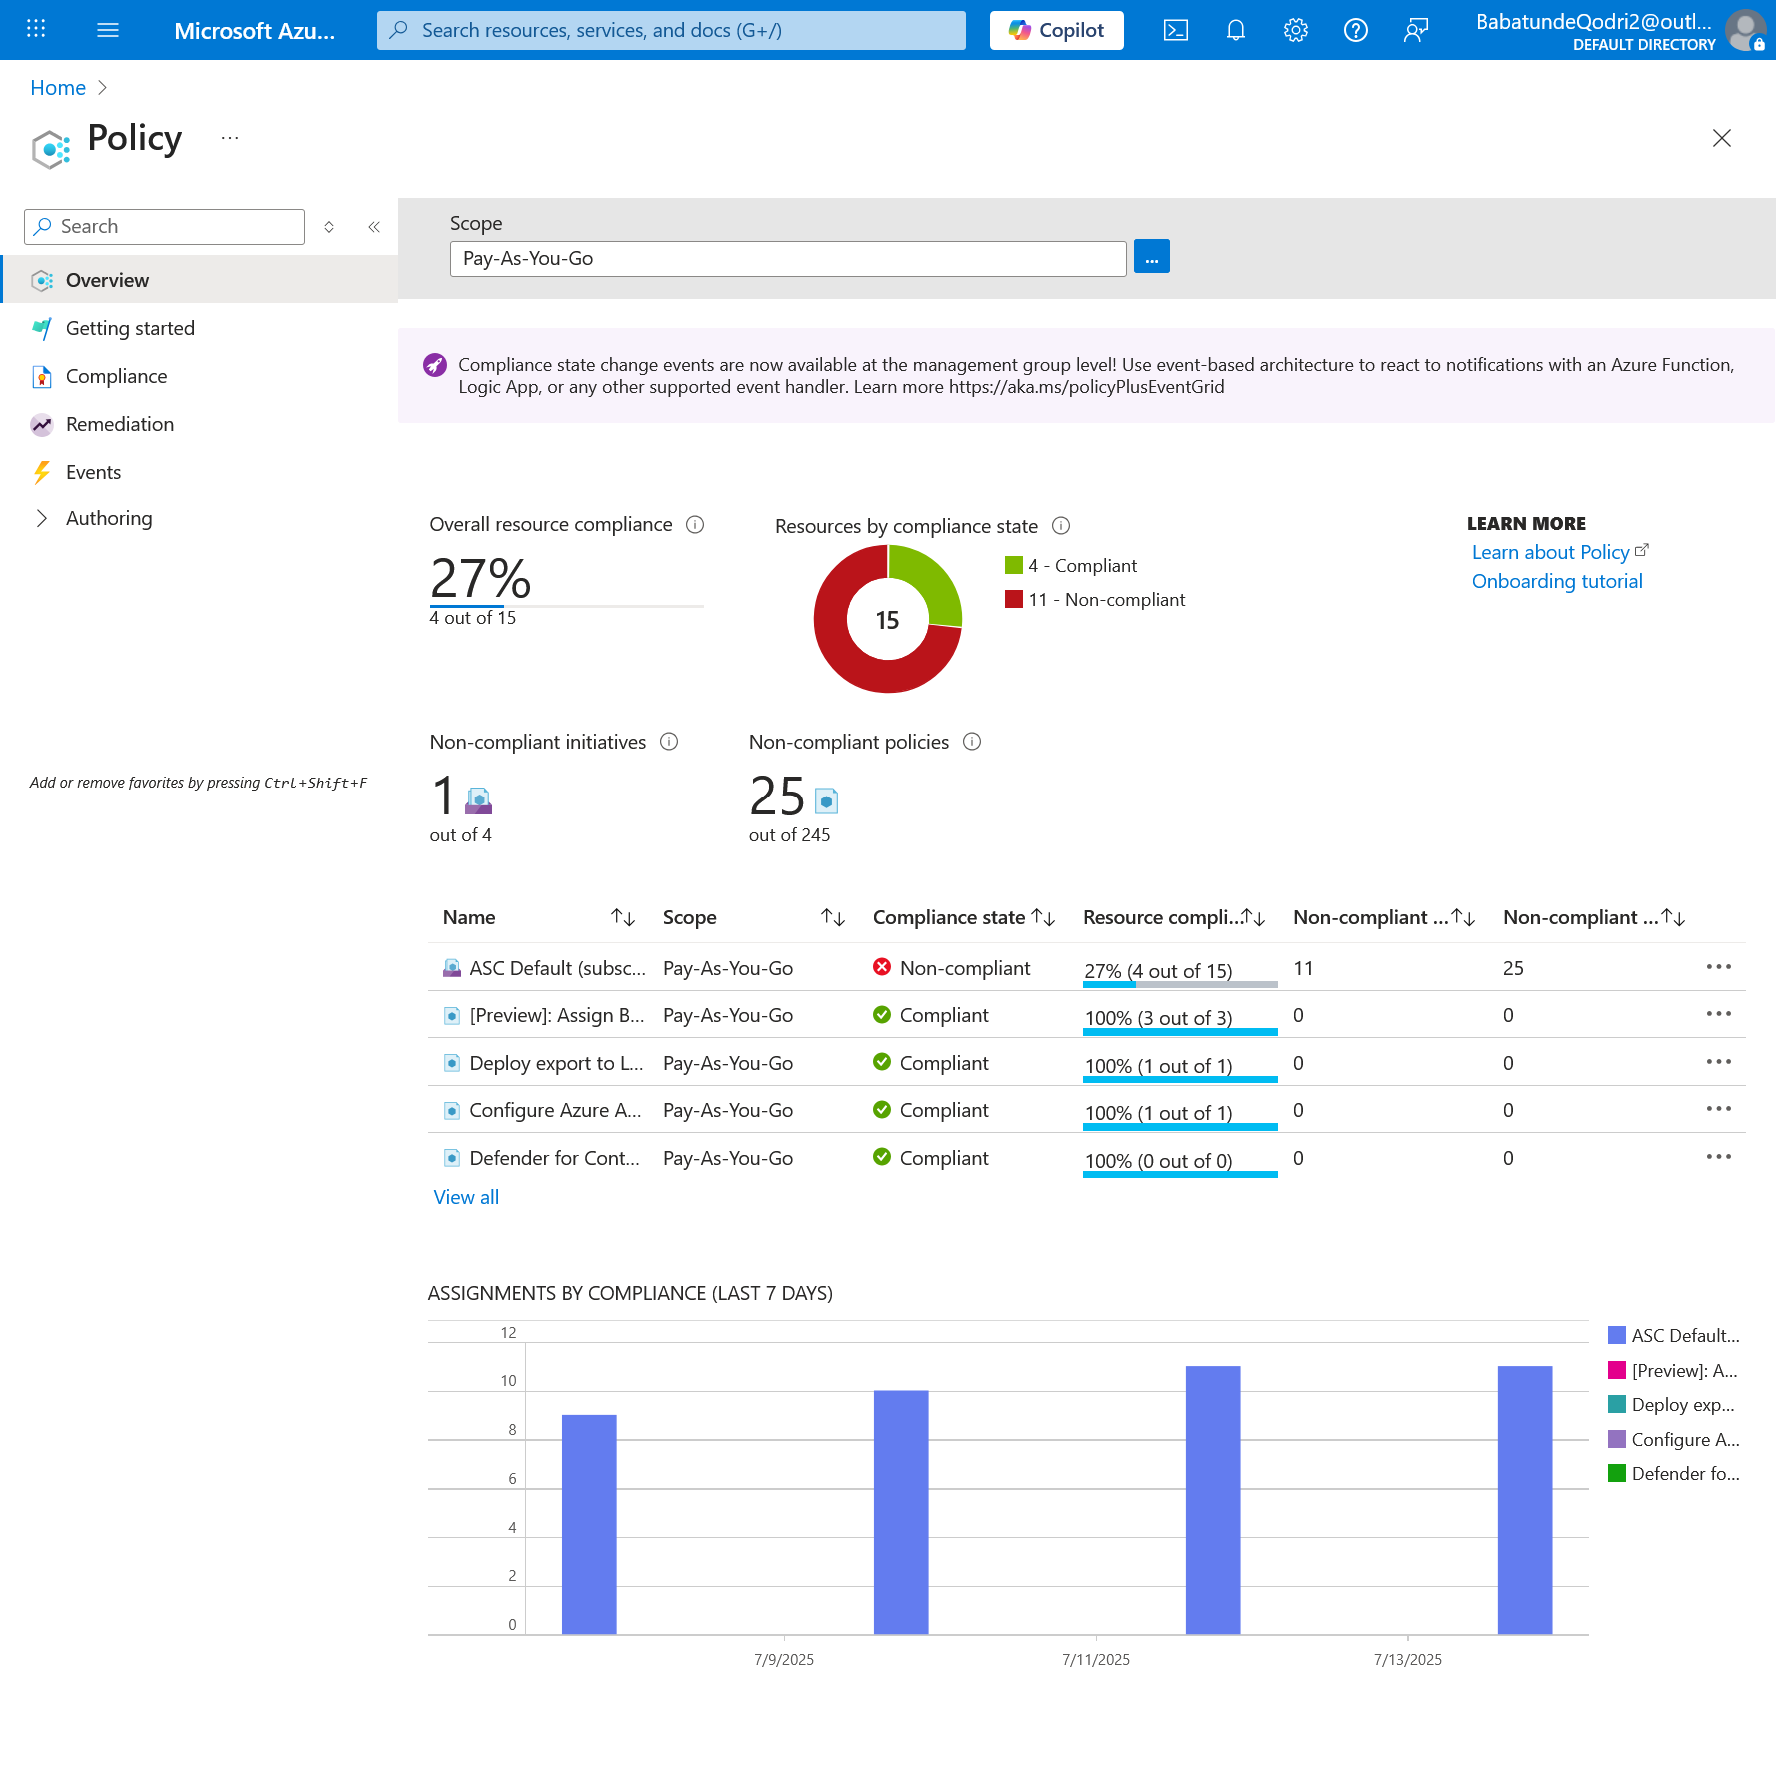 Microsoft Azu...
Search resources, services, and docs (G+/)
Copilot
BabatundeQodri2@outl...
DEFAULT DIRECTORY
Home
Policy
...
Search
Overview
Getting started
Compliance
Remediation
Events
Authoring
Add or remove favorites by pressing Ctrl+Shift+F
Scope
Pay-As-You-Go
...
Compliance state change events are now available at the management group level! Use event-based architecture to react to notifications with an Azure Function,
Logic App, or any other supported event handler. Learn more https://aka.ms/policyPlusEventGrid
Overall resource compliance
27%
4 out of 15
Resources by compliance state
15
4 - Compliant
11 - Non-compliant
LEARN MORE
Learn about Policy
Onboarding tutorial
Non-compliant initiatives
1
out of 4
Non-compliant policies
25
out of 245
Name Scope Compliance state Resource compli... Non-compliant ... Non-compliant ...
ASC Default (subsc... Pay-As-You-Go Non-compliant 27% (4 out of 15) 11 25
[Preview]: Assign B... Pay-As-You-Go Compliant 100% (3 out of 3) 0 0
Deploy export to L... Pay-As-You-Go Compliant 100% (1 out of 1) 0 0
Configure Azure A... Pay-As-You-Go Compliant 100% (1 out of 1) 0 0
Defender for Cont... Pay-As-You-Go Compliant 100% (0 out of 0) 0 0
View all
ASSIGNMENTS BY COMPLIANCE (LAST 7 DAYS)
12
10
8
6
4
2
0
7/9/2025 7/11/2025 7/13/2025
ASC Default...
[Preview]: A...
Deploy exp...
Configure A...
Defender fo...